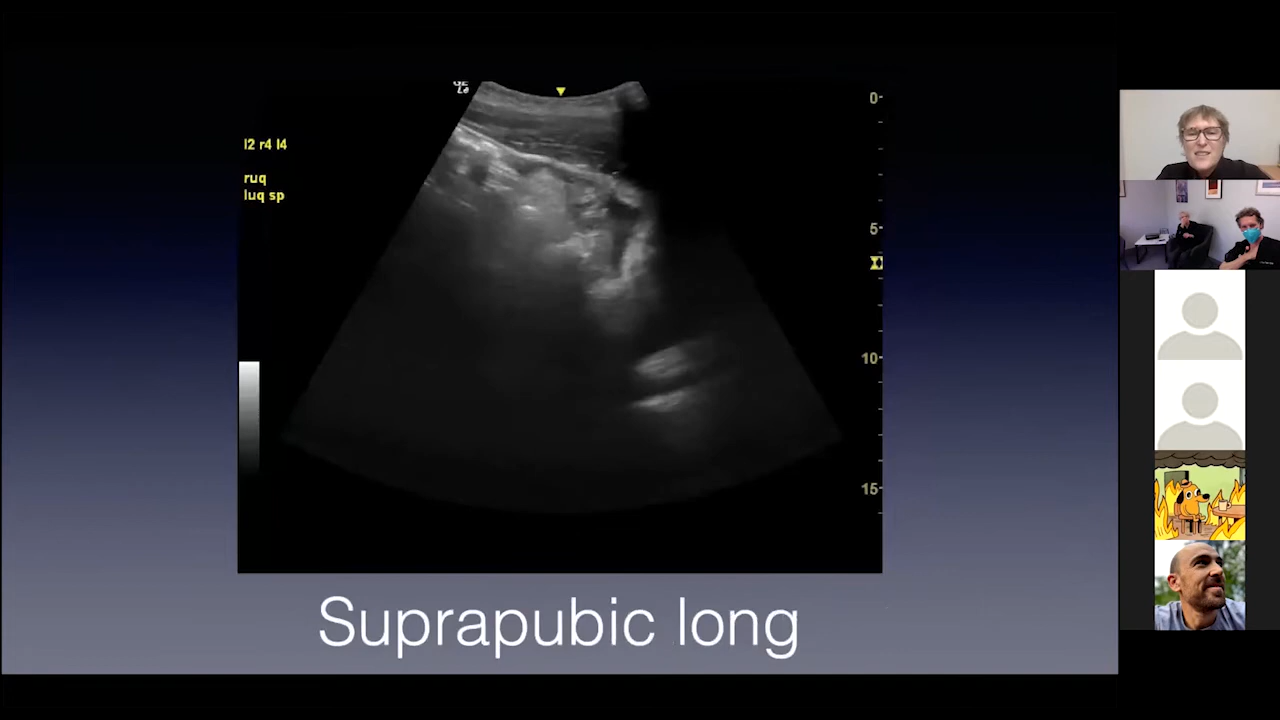 0-
l2 r4 l4
ruq
luq sp
5-
10-
15-
Suprapubic long